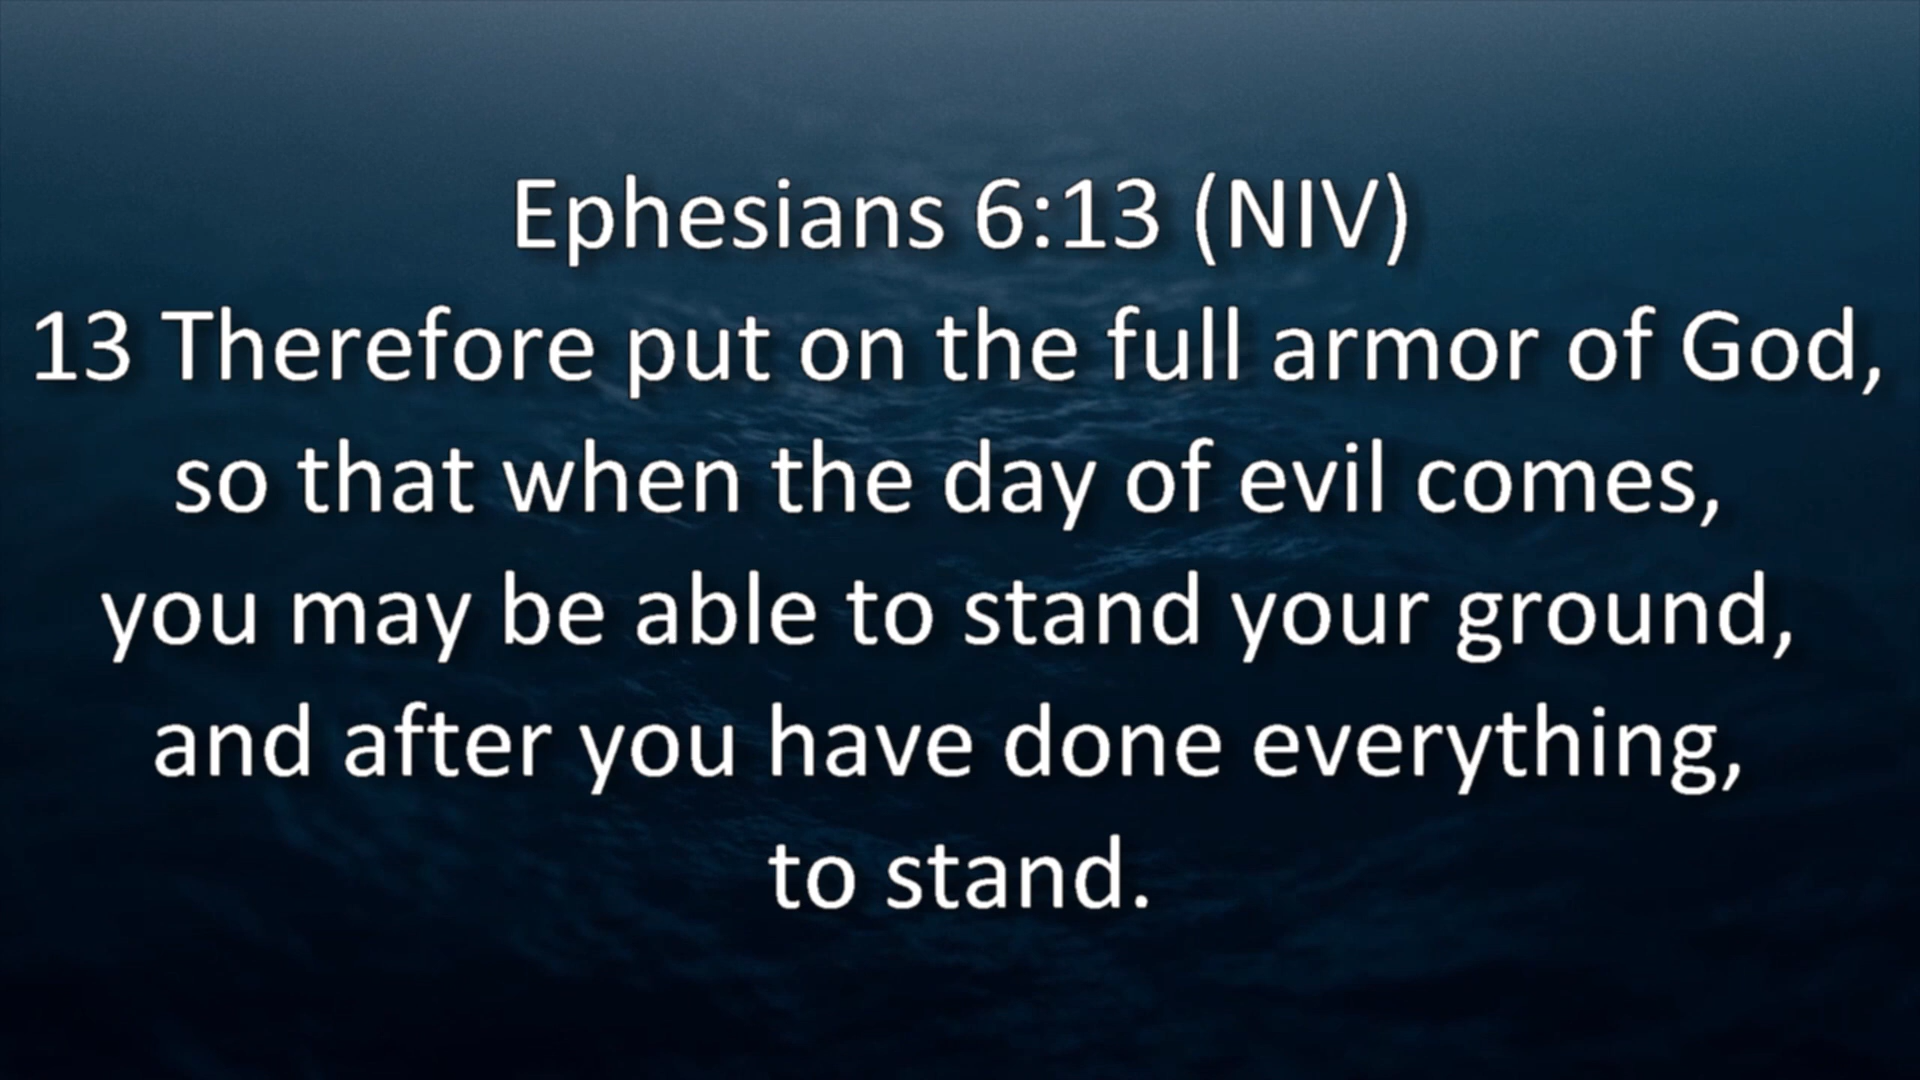 Ephesians 6:13 (NIV)
13 Therefore put on the full armor of God,
so that when the day of evil comes,
you may be able to stand your ground,
and after you have done everything,
to stand.